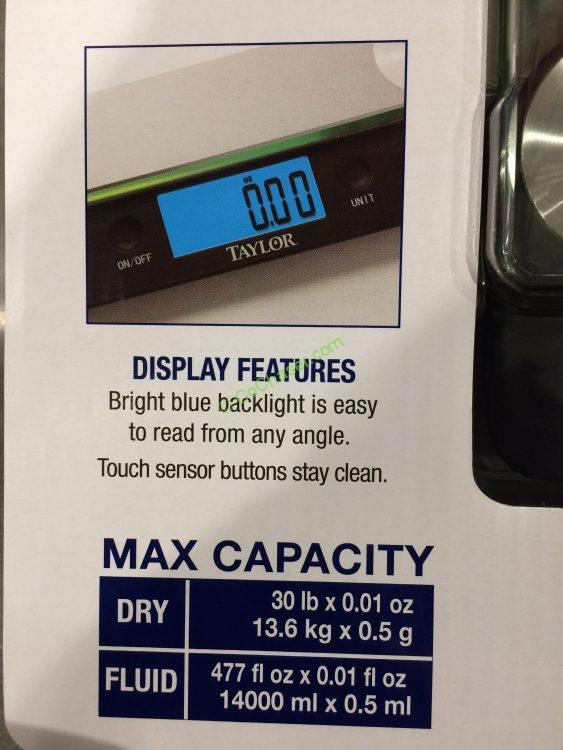 oz
0.00
UNIT
ON/OFF
TAYLOR
DISPLAY FEATURES
Bright blue backlight is easy
to read from any angle.
Touch sensor buttons stay clean.
MAX CAPACITY
DRY
30 lb x 0.01 oz
13.6 kg x 0.5 g
FLUID
477 fl oz x 0.01 fl oz
14000 ml x 0.5 ml